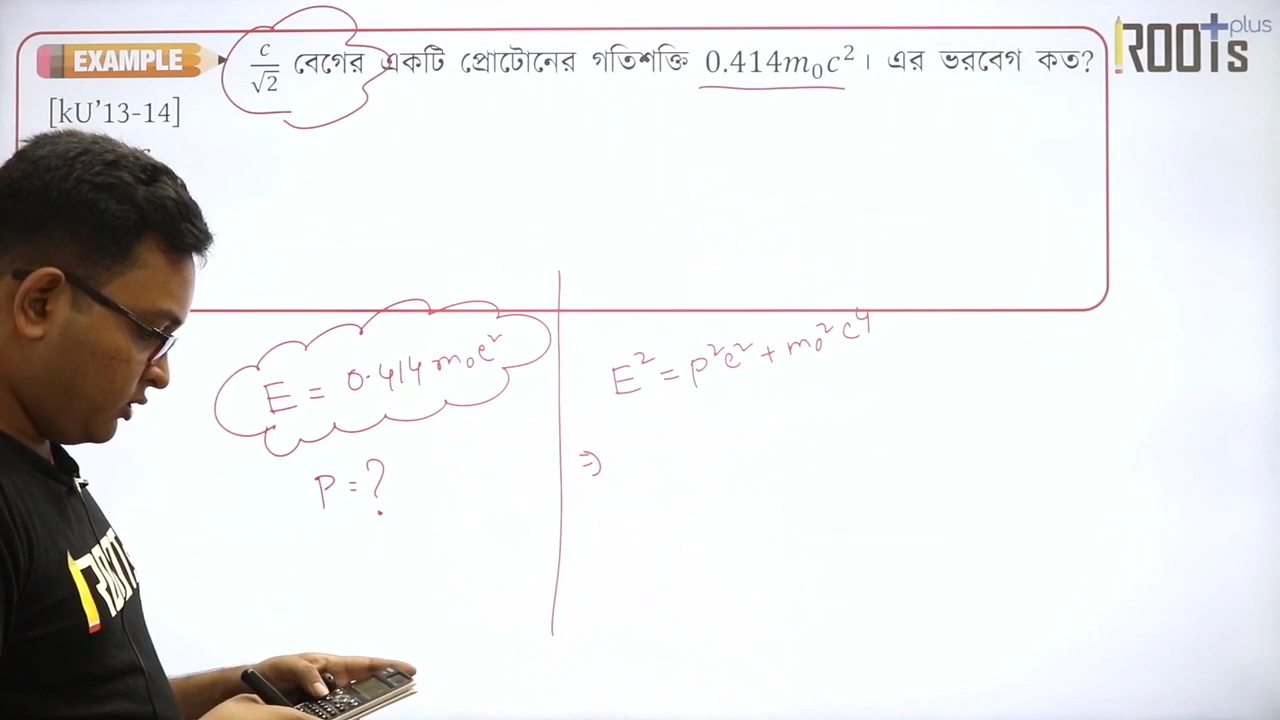 EXAMPLE c/√2 বেগের একটি প্রোটোনের গতিশক্তি 0.414m₀c²। এর ভরবেগ কত?
[kU'13-14]
ROOTs plus
E = 0.414 m₀c²
P = ?
E² = p²c² + m₀²c⁴
⇒